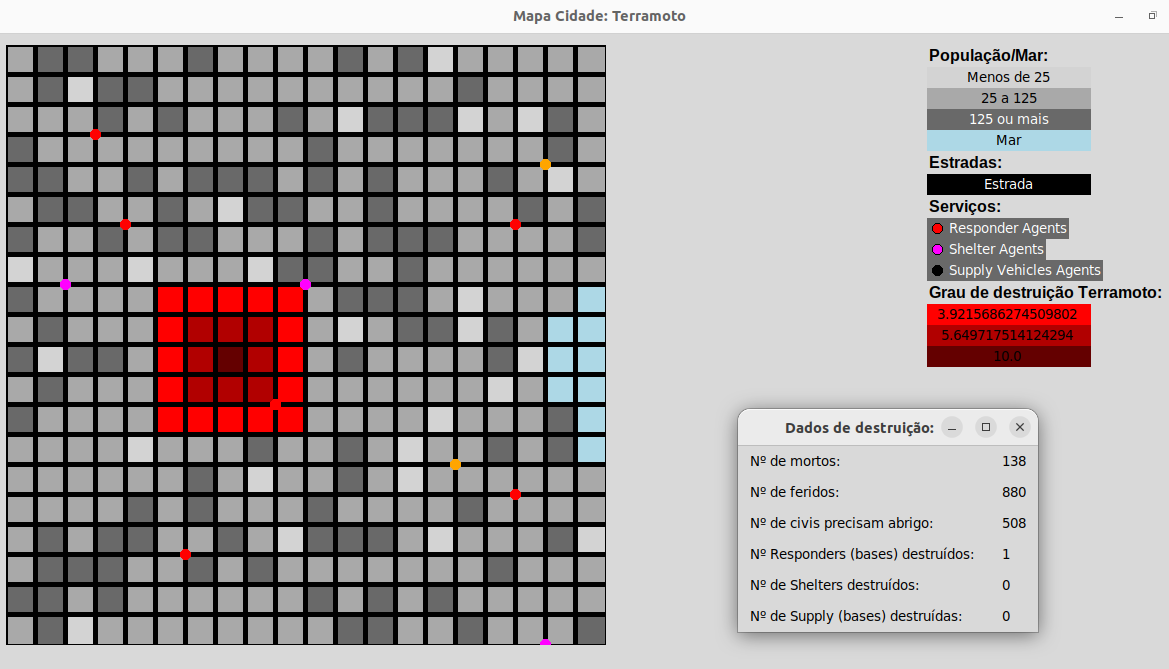 Mapa Cidade: Terramoto
População/Mar:
Menos de 25
25 a 125
125 ou mais
Mar
Estradas:
Estrada
Serviços:
Responder Agents
Shelter Agents
Supply Vehicles Agents
Grau de destruição Terramoto:
3.9215686274509802
5.649717514124294
10.0
Dados de destruição:
Nº de mortos: 138
Nº de feridos: 880
Nº de civis precisam abrigo: 508
Nº Responders (bases) destruídos: 1
Nº de Shelters destruídos: 0
Nº de Supply (bases) destruídas: 0